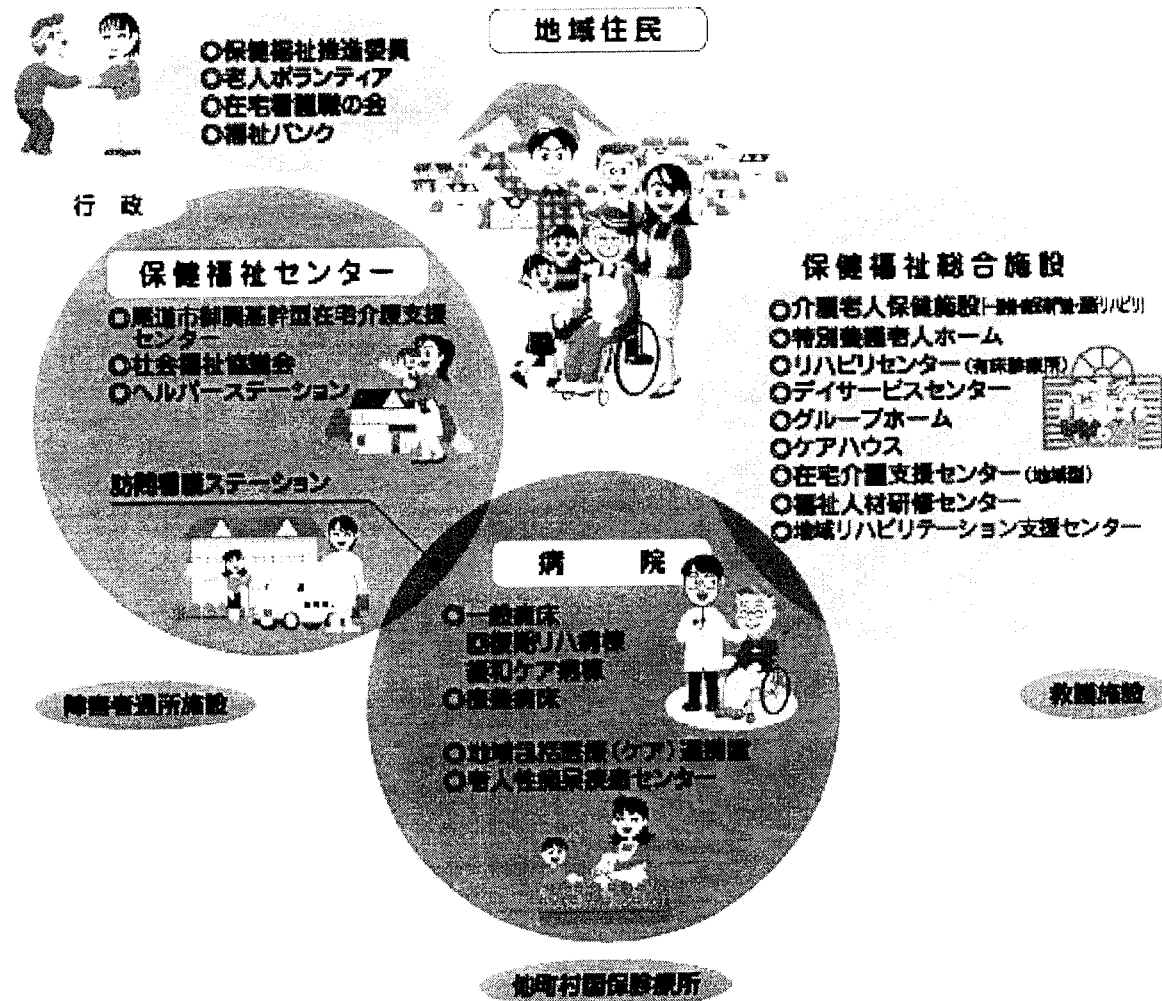 地域住民
○保健福祉推進委員
○老人ボランティア
○在宅看護職の会
○福祉バンク
行 政
保健福祉センター
○尾道市御調基幹型在宅介護支援
センター
○社会福祉協議会
○ヘルパーステーション
訪問看護ステーション
保健福祉総合施設
○介護老人保健施設
○特別養護老人ホーム
○リハビリセンター(有床診療所)
○デイサービスセンター
○グループホーム
○ケアハウス
○在宅介護支援センター(地域型)
○福祉人材研修センター
○地域リハビリテーション支援センター
病 院
○一般病床
回復期リハ病棟
緩和ケア病棟
○療養病床
○地域包括医療(ケア)連携室
○老人性痴呆疾患センター
障害者通所施設
救護施設
他町村国保診療所